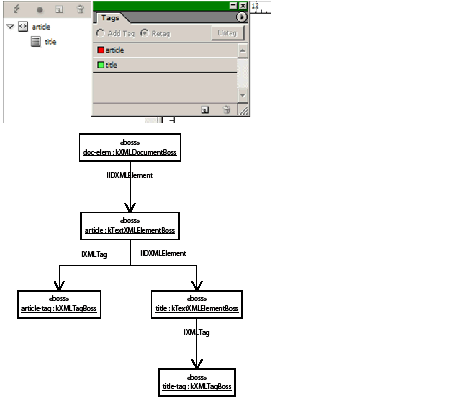 Tags
article
title
Add Tag
Retag
Untag
article
title
«boss»
doc-elem : kXMLDocumentBoss
IIDXMLElement
«boss»
article : kTextXMLElementBoss
IXMLTag
IIDXMLElement
«boss»
article-tag : kXMLTagBoss
«boss»
title : kTextXMLElementBoss
IXMLTag
«boss»
title-tag : kXMLTagBoss